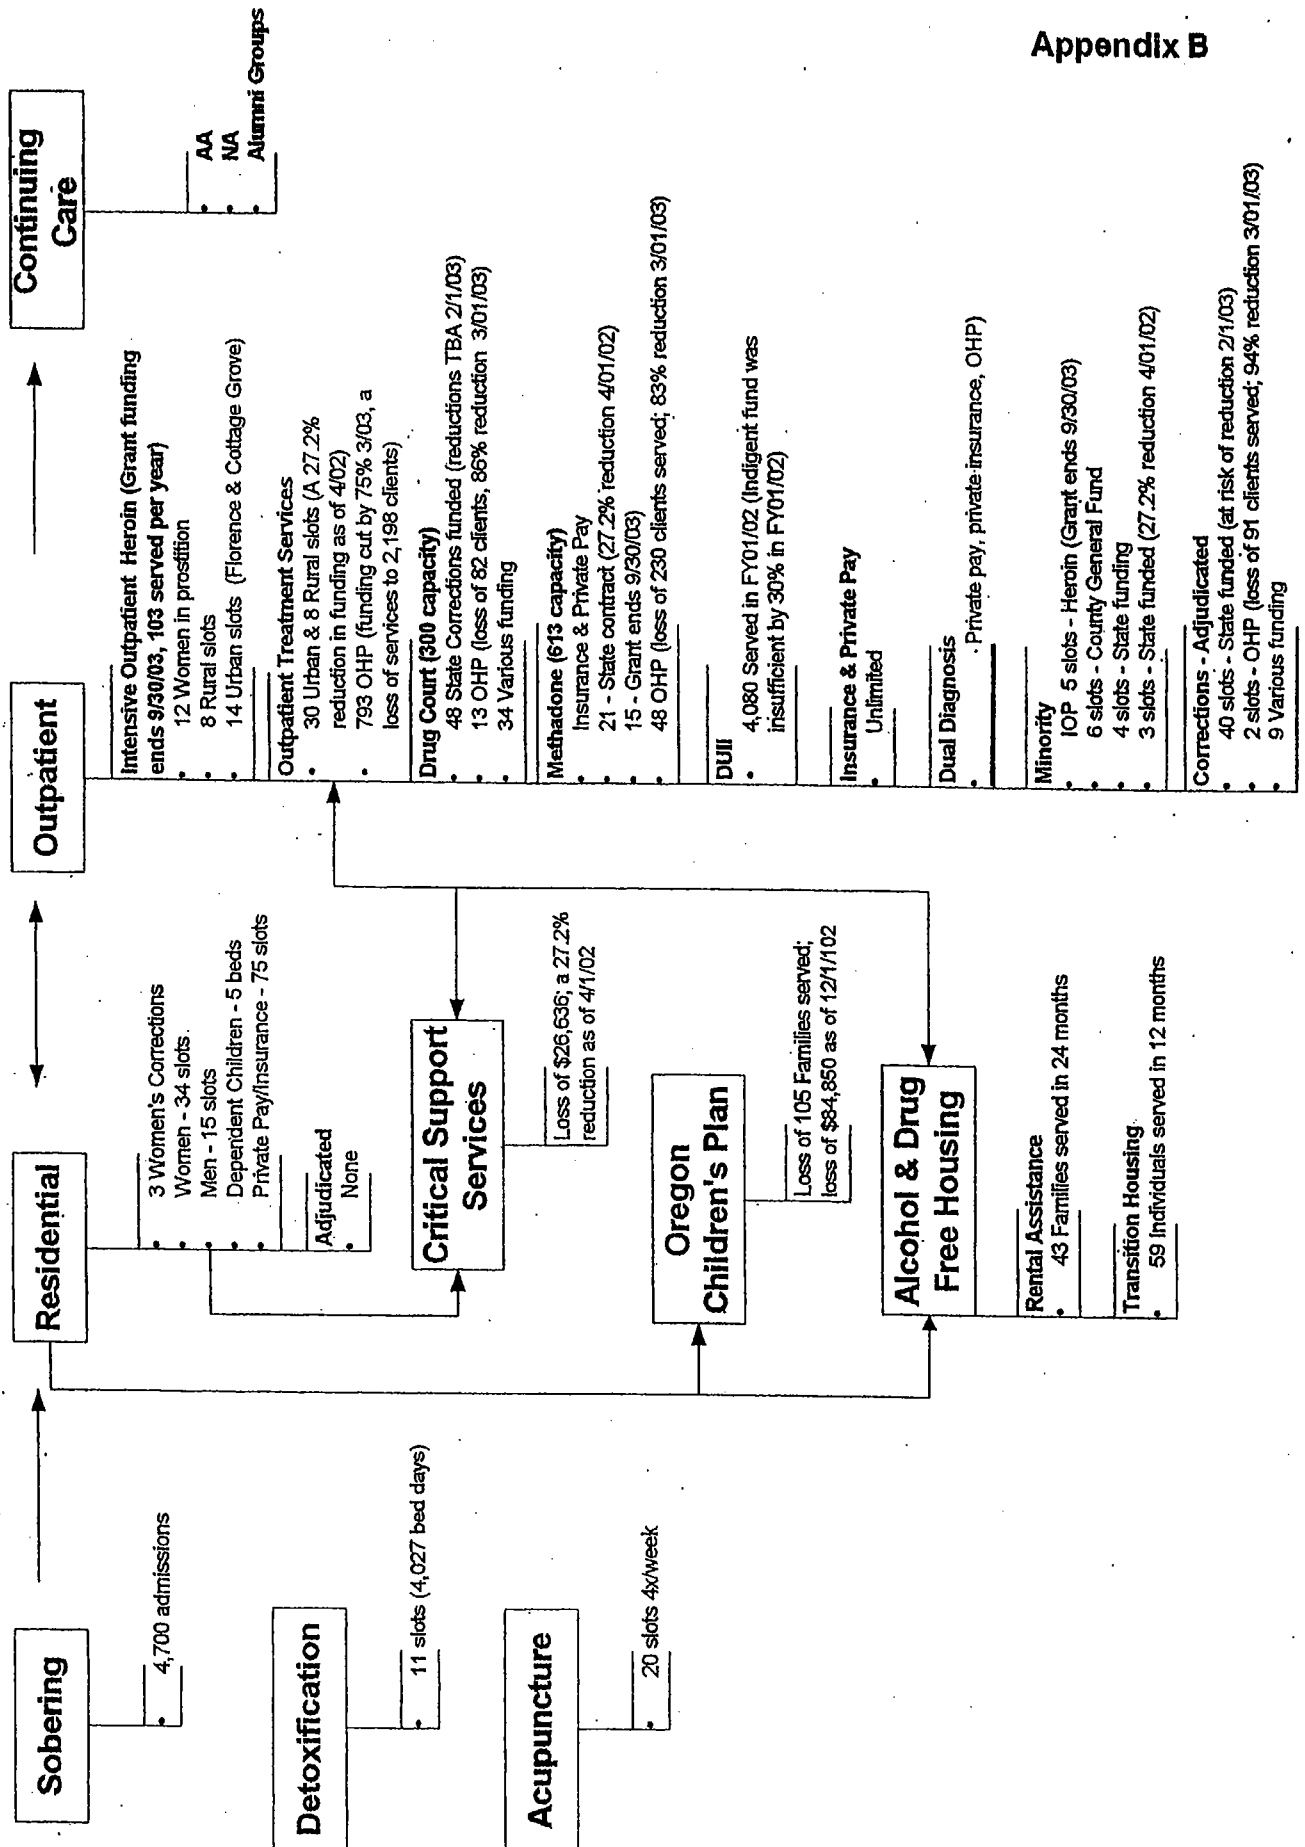 Appendix B
Sobering
4,700 admissions
Detoxification
11 slots (4,027 bed days)
Acupuncture
20 slots 4x/week
Residential
3 Women's Corrections
Women - 34 slots
Men - 15 slots
Dependent Children - 5 beds
Private Pay/Insurance - 75 slots
Adjudicated
None
Critical Support
Services
Loss of $26,636; a 27.2%
reduction as of 4/1/02
Oregon
Children's Plan
Loss of 105 Families served;
loss of $84,850 as of 12/1/102
Alcohol & Drug
Free Housing
Rental Assistance
43 Families served in 24 months
Transition Housing
59 Individuals served in 12 months
Outpatient
Intensive Outpatient Heroin (Grant funding
ends 9/30/03, 103 served per year)
12 Women in prostition
8 Rural slots
14 Urban slots (Florence & Cottage Grove)
Outpatient Treatment Services
30 Urban & 8 Rural slots (A 27.2%
reduction in funding as of 4/02)
793 OHP (funding cut by 75% 3/03, a
loss of services to 2,198 clients)
Drug Court (300 capacity)
48 State Corrections funded (reductions TBA 2/1/03)
13 OHP (loss of 82 clients, 86% reduction 3/01/03)
34 Various funding
Methadone (613 capacity)
Insurance & Private Pay
21 - State contract (27.2% reduction 4/01/02)
15 - Grant ends 9/30/03)
48 OHP (loss of 230 clients served; 83% reduction 3/01/03)
DUII
4,080 Served in FY01/02 (Indigent fund was
insufficient by 30% in FY01/02)
Insurance & Private Pay
Unlimited
Dual Diagnosis
Private pay, private insurance, OHP)
Minority
IOP 5 slots - Heroin (Grant ends 9/30/03)
6 slots - County General Fund
4 slots - State funding
3 slots - State funded (27.2% reduction 4/01/02)
Corrections - Adjudicated
40 slots - State funded (at risk of reduction 2/1/03)
2 slots - OHP (loss of 91 clients served; 94% reduction 3/01/03)
9 Various funding
Continuing
Care
AA
NA
Alumni Groups